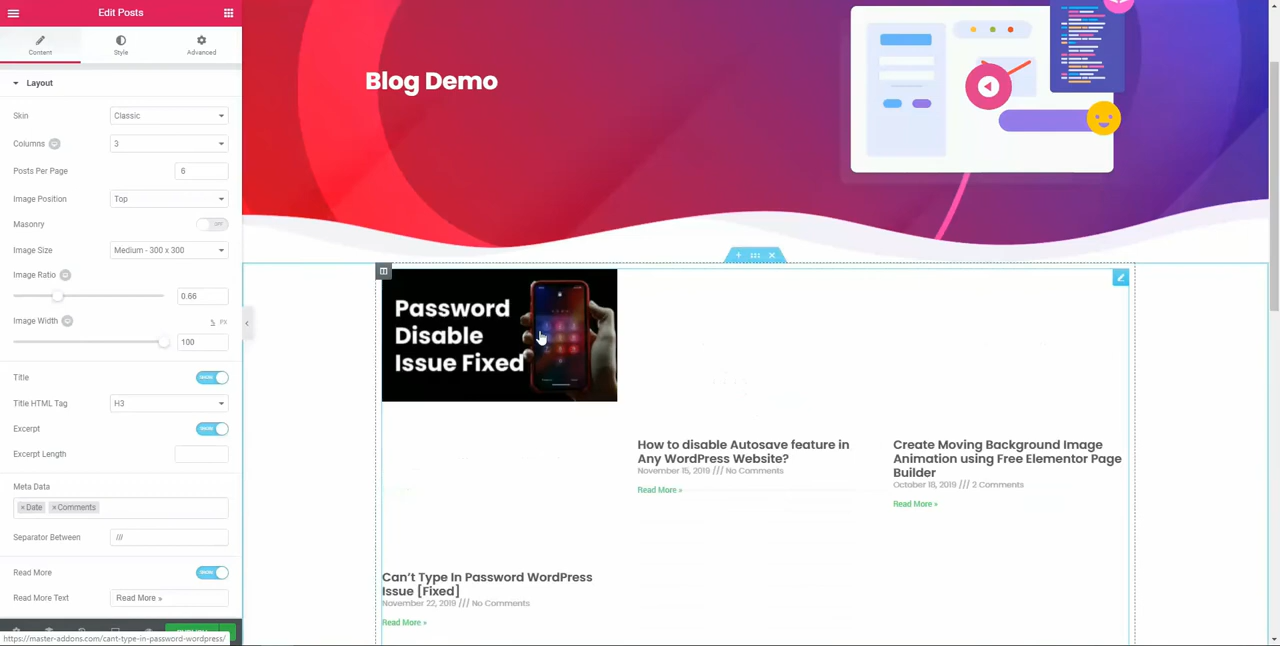 Edit Posts
Content
Style
Advanced
Layout
Skin
Classic
Columns
3
Posts Per Page
6
Image Position
Top
Masonry
OFF
Image Size
Medium - 300 x 300
Image Ratio
0.66
Image Width
% PX
100
Title
SHOW
Title HTML Tag
H3
Excerpt
SHOW
Excerpt Length
Meta Data
× Date × Comments
Separator Between
///
Read More
SHOW
Read More Text
Read More »
https://master-addons.com/cant-type-in-password-wordpress/
Blog Demo
Password
Disable
Issue Fixed
How to disable Autosave feature in
Any WordPress Website?
November 15, 2019 /// No Comments
Read More »
Create Moving Background Image
Animation using Free Elementor Page
Builder
October 18, 2019 /// 2 Comments
Read More »
Can't Type In Password WordPress
Issue [Fixed]
November 22, 2019 /// No Comments
Read More »